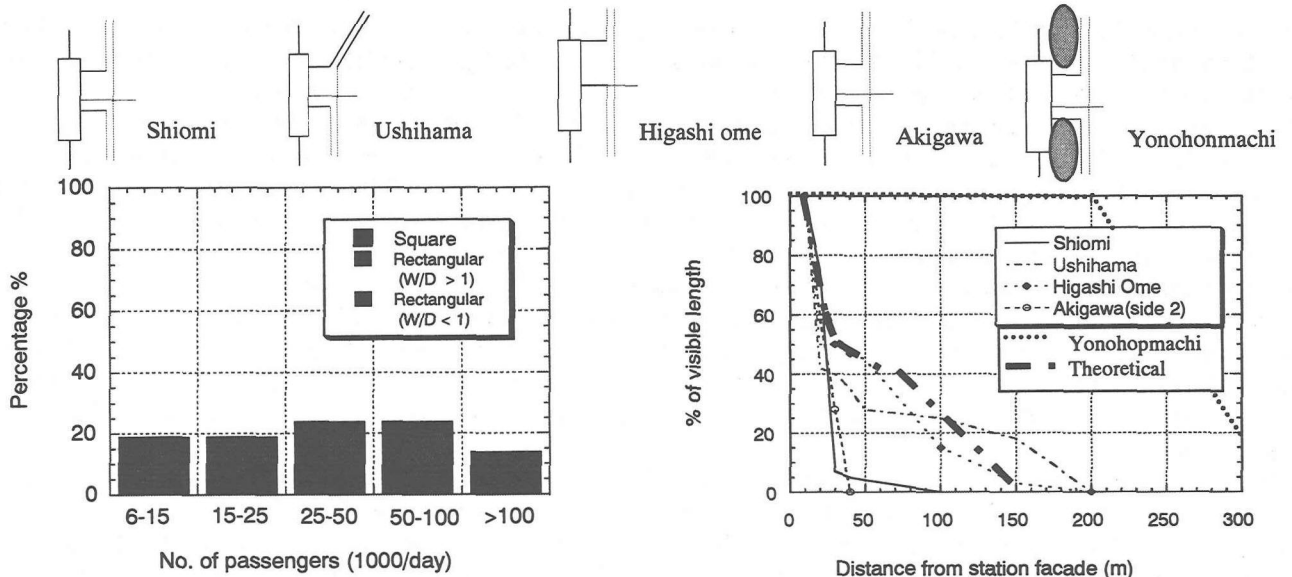 Shiomi
Ushihama
Higashi ome
Akigawa
Yonohonmachi
100
80
60
40
20
0
Percentage %
Square
Rectangular
(W/D > 1)
Rectangular
(W/D < 1)
6-15
15-25
25-50
50-100
>100
No. of passengers (1000/day)
100
80
60
40
20
0
% of visible length
Shiomi
Ushihama
Higashi Ome
Akigawa(side 2)
Yonohopmachi
Theoretical
0
50
100
150
200
250
300
Distance from station facade (m)